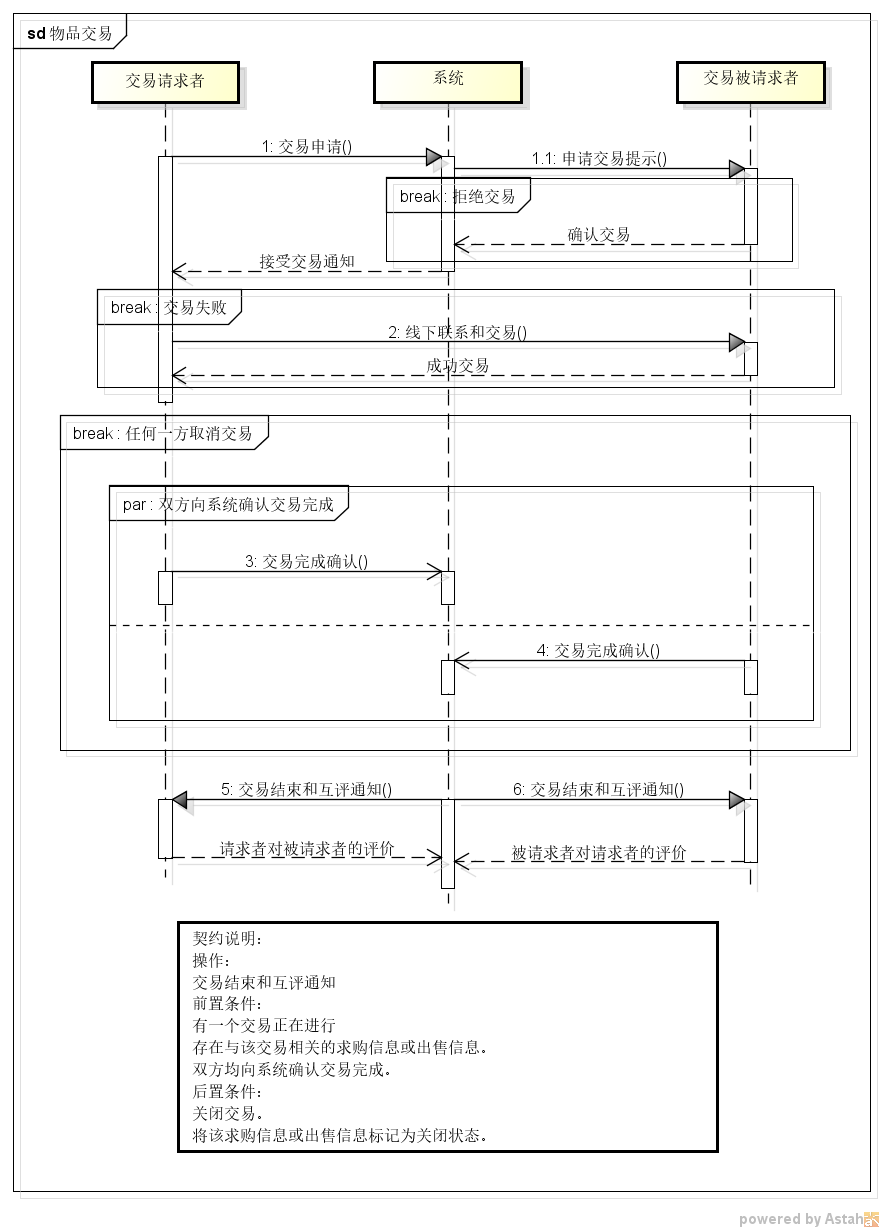 sd 物品交易
交易请求者
系统
交易被请求者
1: 交易申请()
1.1: 申请交易提示()
break : 拒绝交易
确认交易
接受交易通知
break : 交易失败
2: 线下联系和交易()
成功交易
break : 任何一方取消交易
par : 双方向系统确认交易完成
3: 交易完成确认()
4: 交易完成确认()
5: 交易结束和互评通知()
6: 交易结束和互评通知()
请求者对被请求者的评价
被请求者对请求者的评价
契约说明：
操作：
交易结束和互评通知
前置条件：
有一个交易正在进行
存在与该交易相关的求购信息或出售信息。
双方均向系统确认交易完成。
后置条件：
关闭交易。
将该求购信息或出售信息标记为关闭状态。
powered by Astah